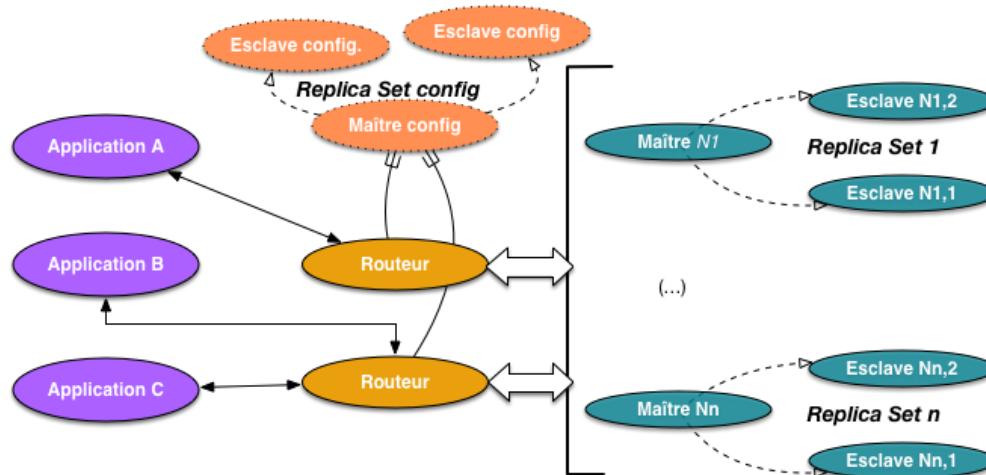 Esclave config.
Esclave config
Replica Set config
Maître config
Application A
Application B
Application C
Routeur
Routeur
Maître N1
Esclave N1,2
Replica Set 1
Esclave N1,1
(...)
Maître Nn
Esclave Nn,2
Replica Set n
Esclave Nn,1